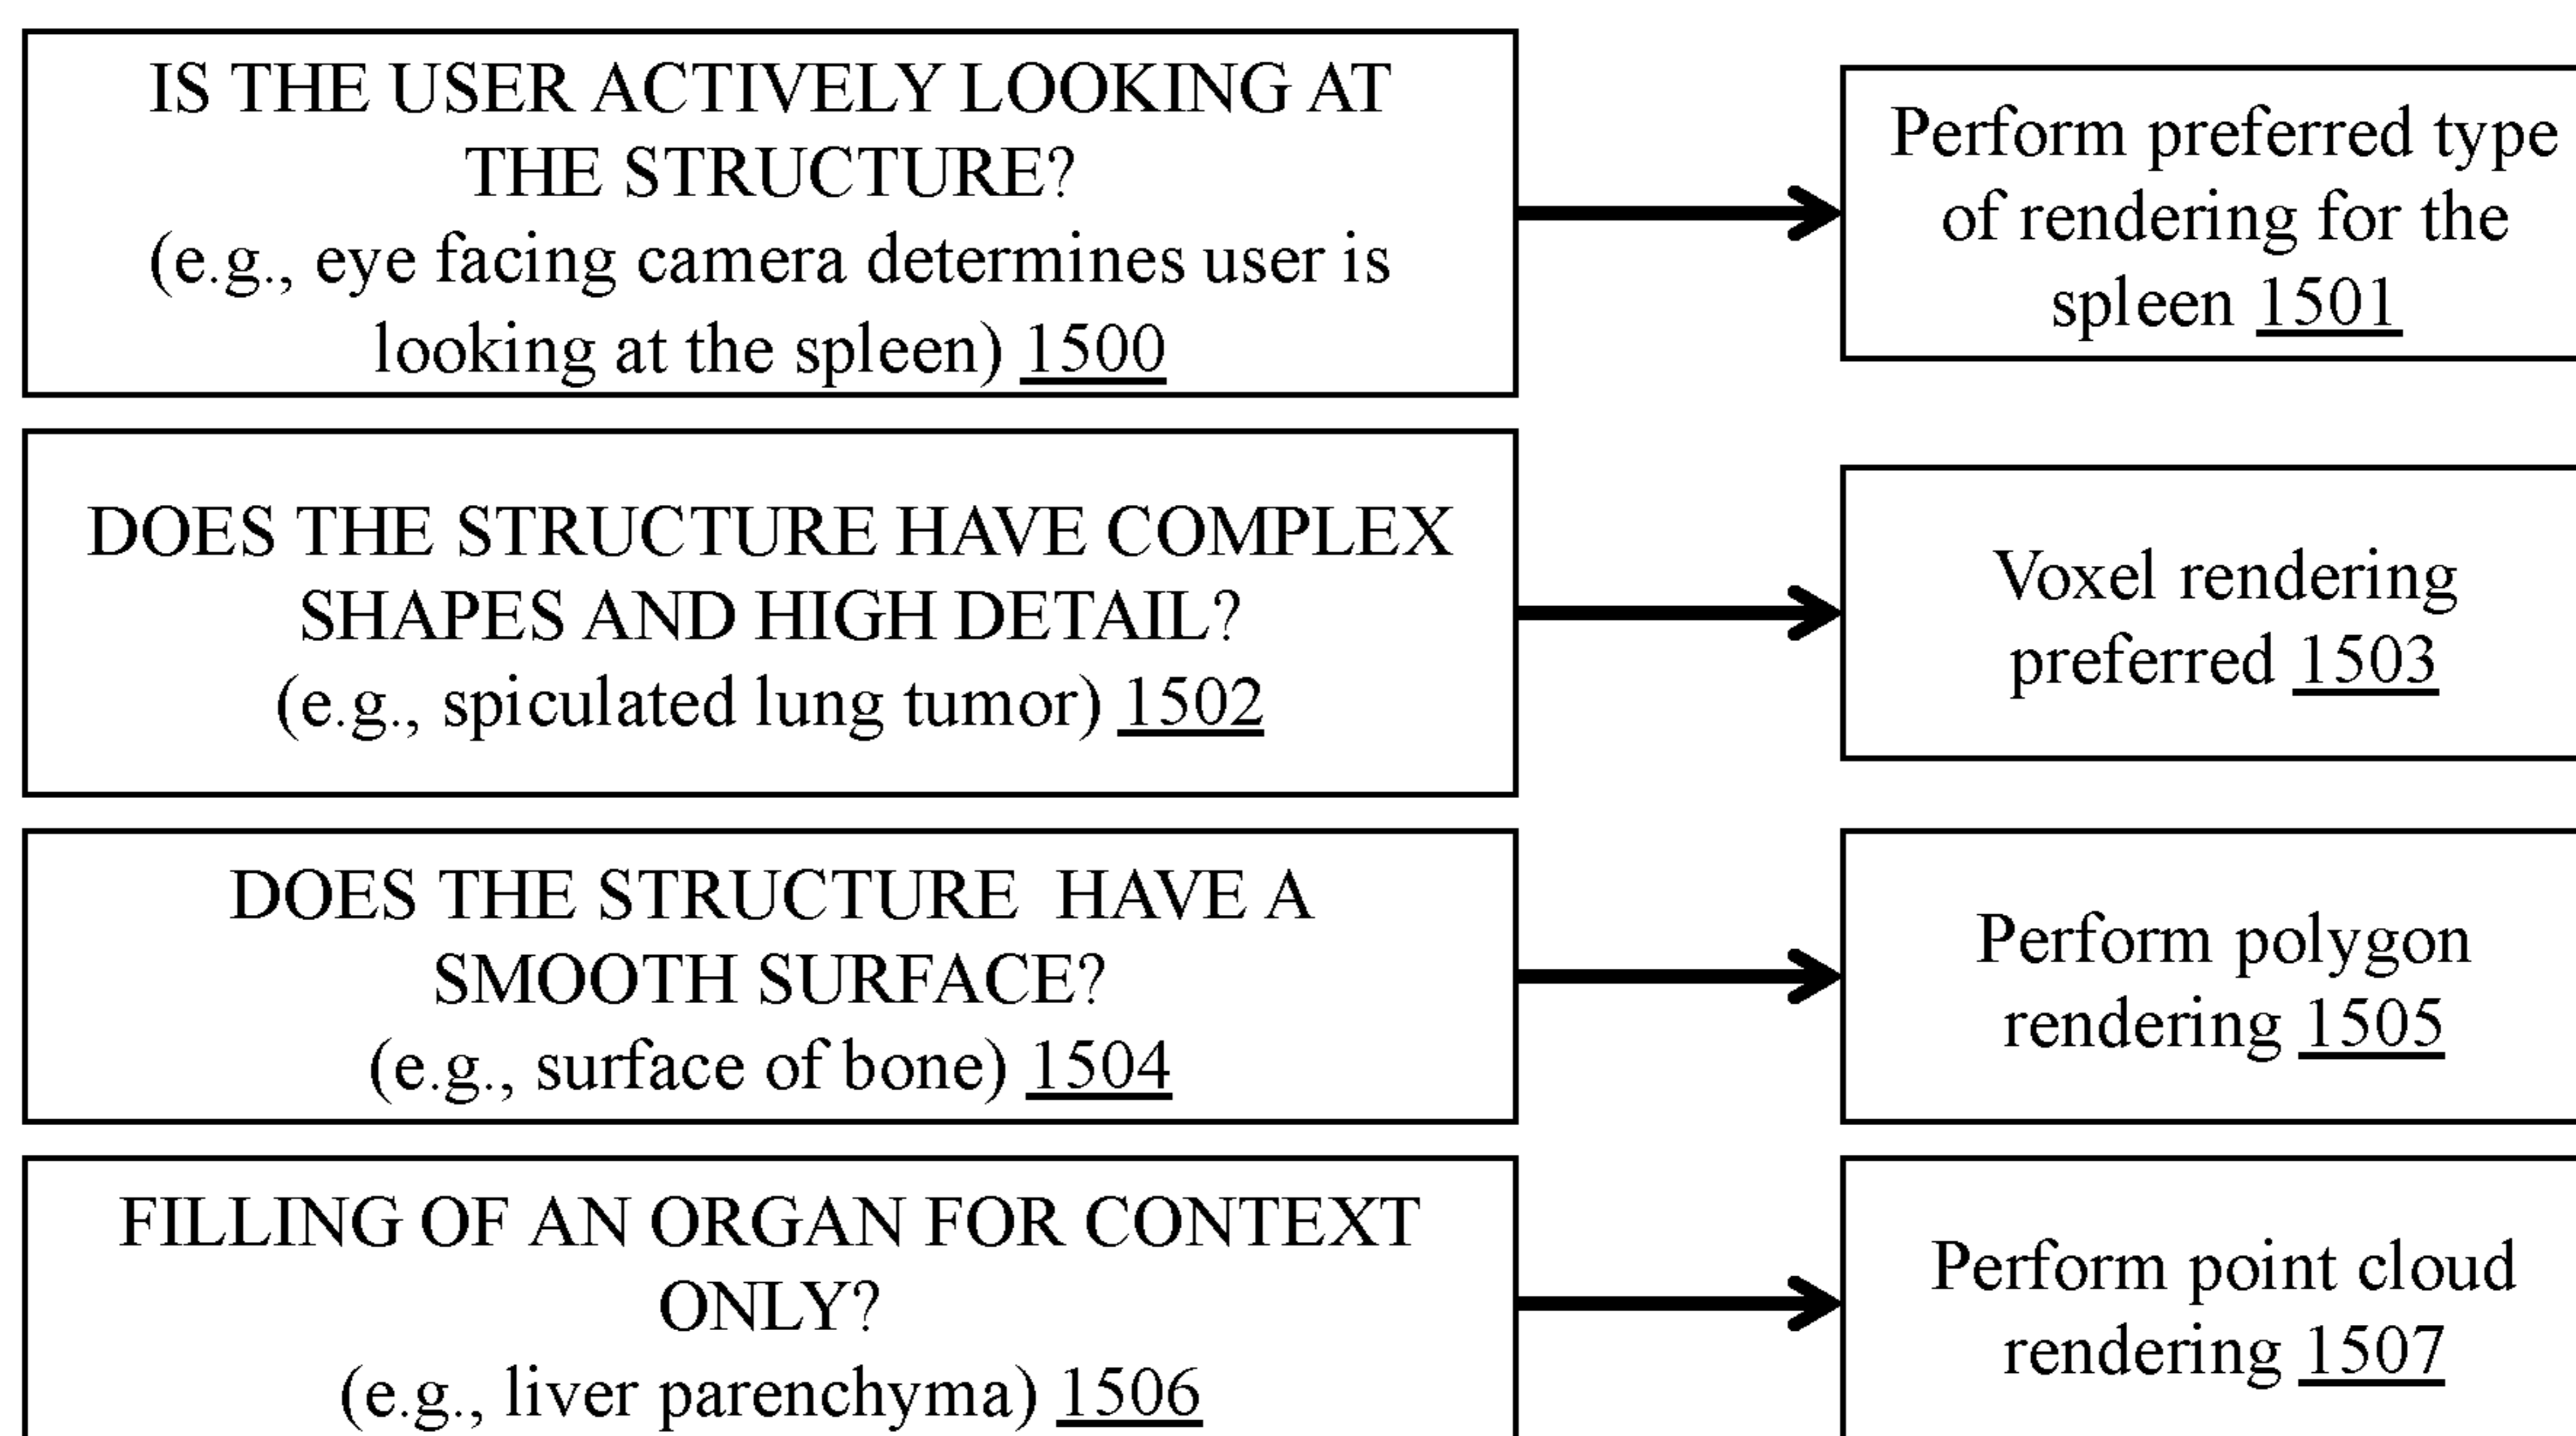 IS THE USER ACTIVELY LOOKING AT
THE STRUCTURE?
(e.g., eye facing camera determines user is
looking at the spleen) 1500
Perform preferred type
of rendering for the
spleen 1501
DOES THE STRUCTURE HAVE COMPLEX
SHAPES AND HIGH DETAIL?
(e.g., spiculated lung tumor) 1502
Voxel rendering
preferred 1503
DOES THE STRUCTURE  HAVE A
SMOOTH SURFACE?
(e.g., surface of bone) 1504
Perform polygon
rendering 1505
FILLING OF AN ORGAN FOR CONTEXT
ONLY?
(e.g., liver parenchyma) 1506
Perform point cloud
rendering 1507